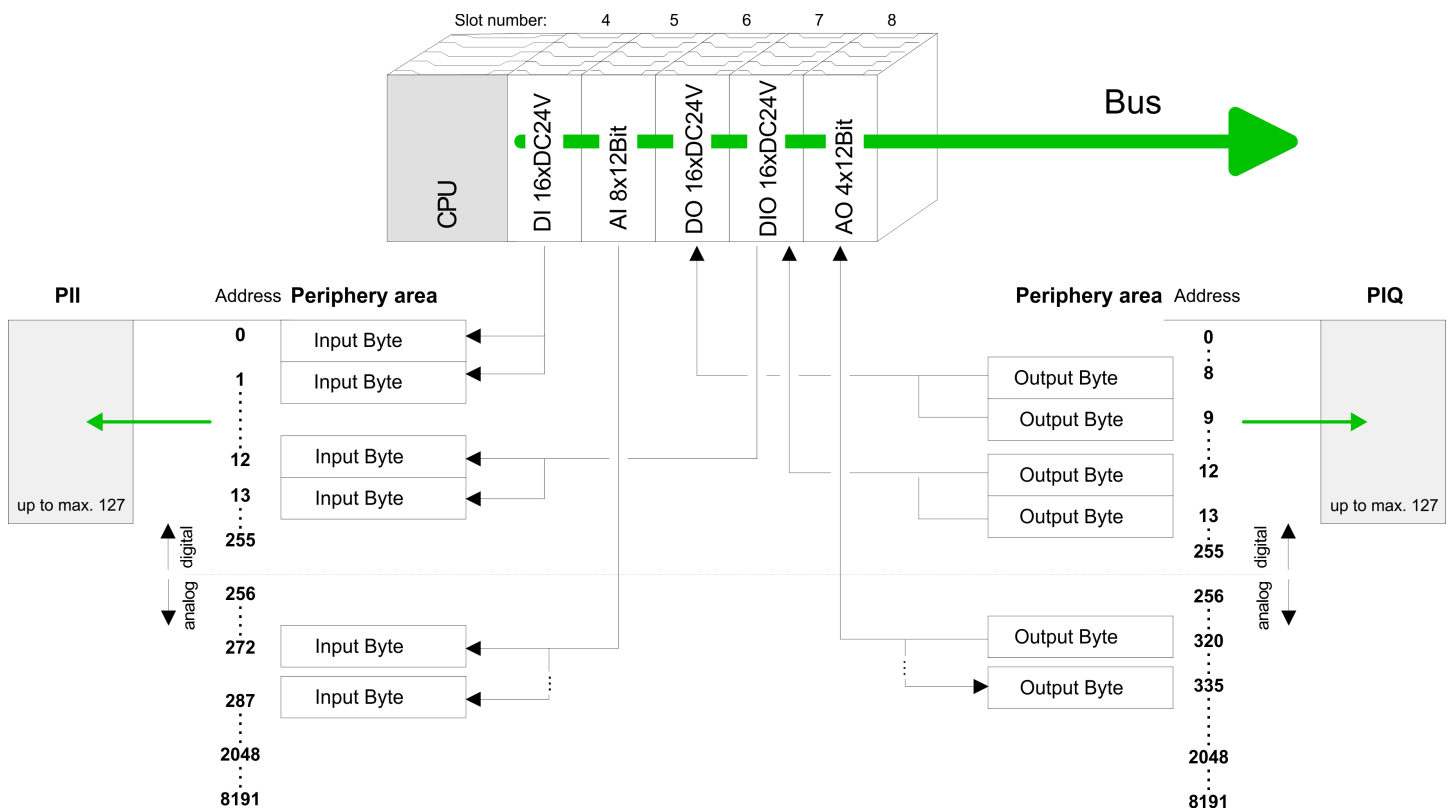 Slot number: 4 5 6 7 8
CPU
DI 16xDC24V
AI 8x12Bit
DO 16xDC24V
DIO 16xDC24V
AO 4x12Bit
Bus
PII
Address Periphery area
0
Input Byte
1
Input Byte
12
Input Byte
13
Input Byte
255
up to max. 127
digital
analog
256
272
Input Byte
287
Input Byte
2048
8191
Periphery area Address
PIQ
0
Output Byte
8
Output Byte
9
Output Byte
12
Output Byte
13
255
up to max. 127
digital
analog
256
Output Byte
320
Output Byte
335
2048
8191